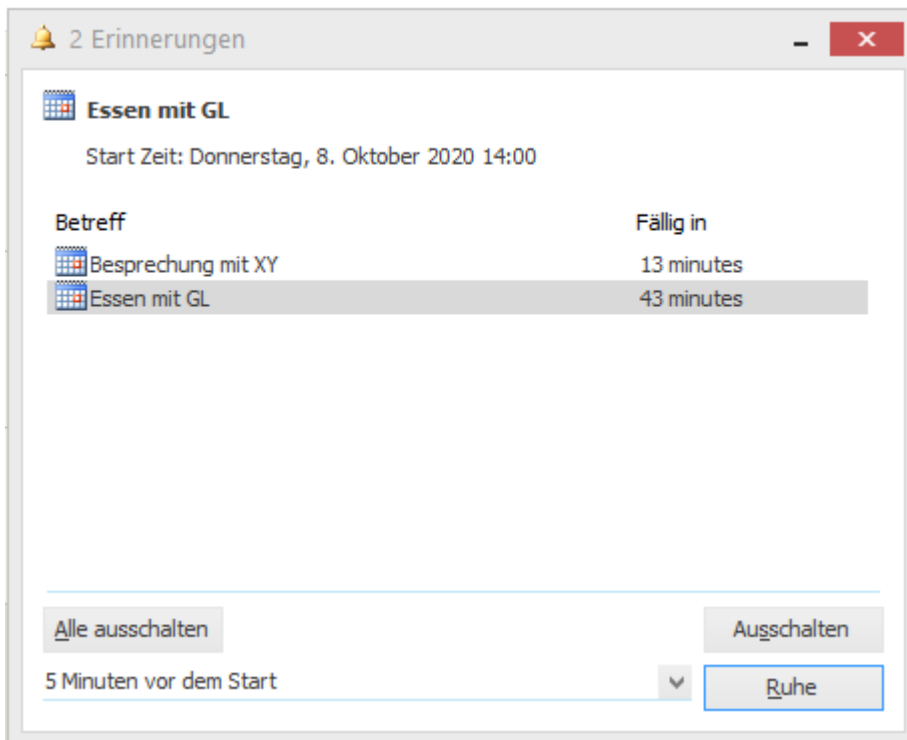 2 Erinnerungen
Essen mit GL
Start Zeit: Donnerstag, 8. Oktober 2020 14:00
Betreff Fällig in
Besprechung mit XY 13 minutes
Essen mit GL 43 minutes
Alle ausschalten Ausschalten
5 Minuten vor dem Start Ruhe